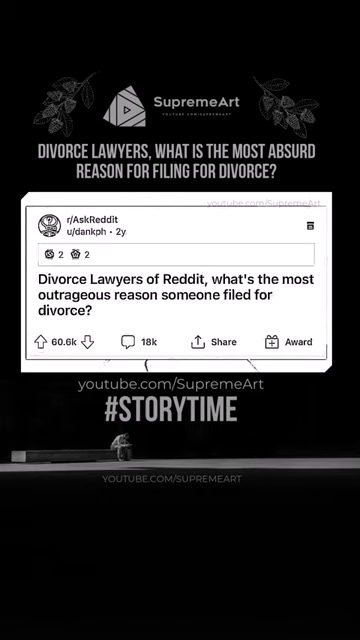 SupremeArt
YOUTUBE.COM/SUPREMEART
DIVORCE LAWYERS, WHAT IS THE MOST ABSURD
REASON FOR FILING FOR DIVORCE?
youtube.com/SupremeArt
r/AskReddit
u/dankph • 2y
2 2
Divorce Lawyers of Reddit, what's the most
outrageous reason someone filed for
divorce?
60.6k 18k Share Award
youtube.com/SupremeArt
#STORYTIME
YOUTUBE.COM/SUPREMEART